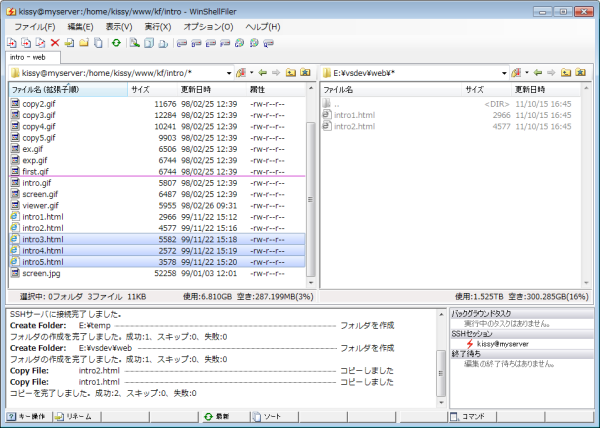 kissy@myserver:/home/kissy/www/kf/intro - WinShellFiler
ファイル(F) 編集(E) 表示(V) 実行(X) オプション(O) ヘルプ(H)
intro - web
kissy@myserver:/home/kissy/www/kf/intro/*
ファイル名 (拡張子順) サイズ 更新日時 属性
copy2.gif 11676 98/02/25 12:39 -rw-r--r--
copy3.gif 12284 98/02/25 12:39 -rw-r--r--
copy4.gif 10241 98/02/25 12:39 -rw-r--r--
copy5.gif 9903 98/02/25 12:39 -rw-r--r--
ex.gif 6506 98/02/25 12:39 -rw-r--r--
exp.gif 6744 98/02/25 12:39 -rw-r--r--
first.gif 6744 98/02/25 12:39 -rw-r--r--
intro.gif 5807 98/02/25 12:39 -rw-r--r--
screen.gif 6487 98/02/25 12:39 -rw-r--r--
viewer.gif 5955 98/02/26 09:31 -rw-r--r--
intro1.html 2966 99/11/22 15:12 -rw-r--r--
intro2.html 4577 99/11/22 15:16 -rw-r--r--
intro3.html 5582 99/11/22 15:18 -rw-r--r--
intro4.html 2572 99/11/22 15:19 -rw-r--r--
intro5.html 3578 99/11/22 15:20 -rw-r--r--
screen.jpg 52258 99/01/03 12:01 -rw-r--r--
選択中: 0フォルダ 3ファイル 11KB 使用:6.810GB 空き:287.199MB(3%)
E:¥vsdev¥web¥*
ファイル名 サイズ 更新日時
.. <DIR> 11/10/15 16:45
intro1.html 2966 11/10/15 16:45
intro2.html 4577 11/10/15 16:45
使用:1.525TB 空き:300.285GB(16%)
SSHサーバに接続完了しました。
Create Folder: E:¥temp フォルダを作成
フォルダの作成を完了しました。成功:1、スキップ:0、失敗:0
Create Folder: E:¥vsdev¥web フォルダを作成
フォルダの作成を完了しました。成功:1、スキップ:0、失敗:0
Copy File: intro2.html コピーしました
Copy File: intro1.html コピーしました
コピーを完了しました。成功:2、スキップ:0、失敗:0
バックグラウンドタスク
実行中のタスクはありません。
SSHセッション
kissy@myserver
終了待ち
編集の終了待ちはありません。
? キー操作 リネーム 最新 ソート コマンド